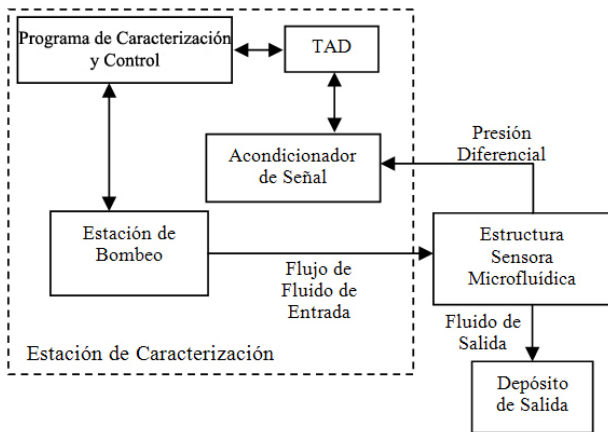 Programa de Caracterización
y Control
TAD
Acondicionador
de Señal
Presión
Diferencial
Estación de
Bombeo
Flujo de
Fluido de
Entrada
Estructura
Sensora
Microfluídica
Fluido de
Salida
Estación de Caracterización
Depósito
de Salida